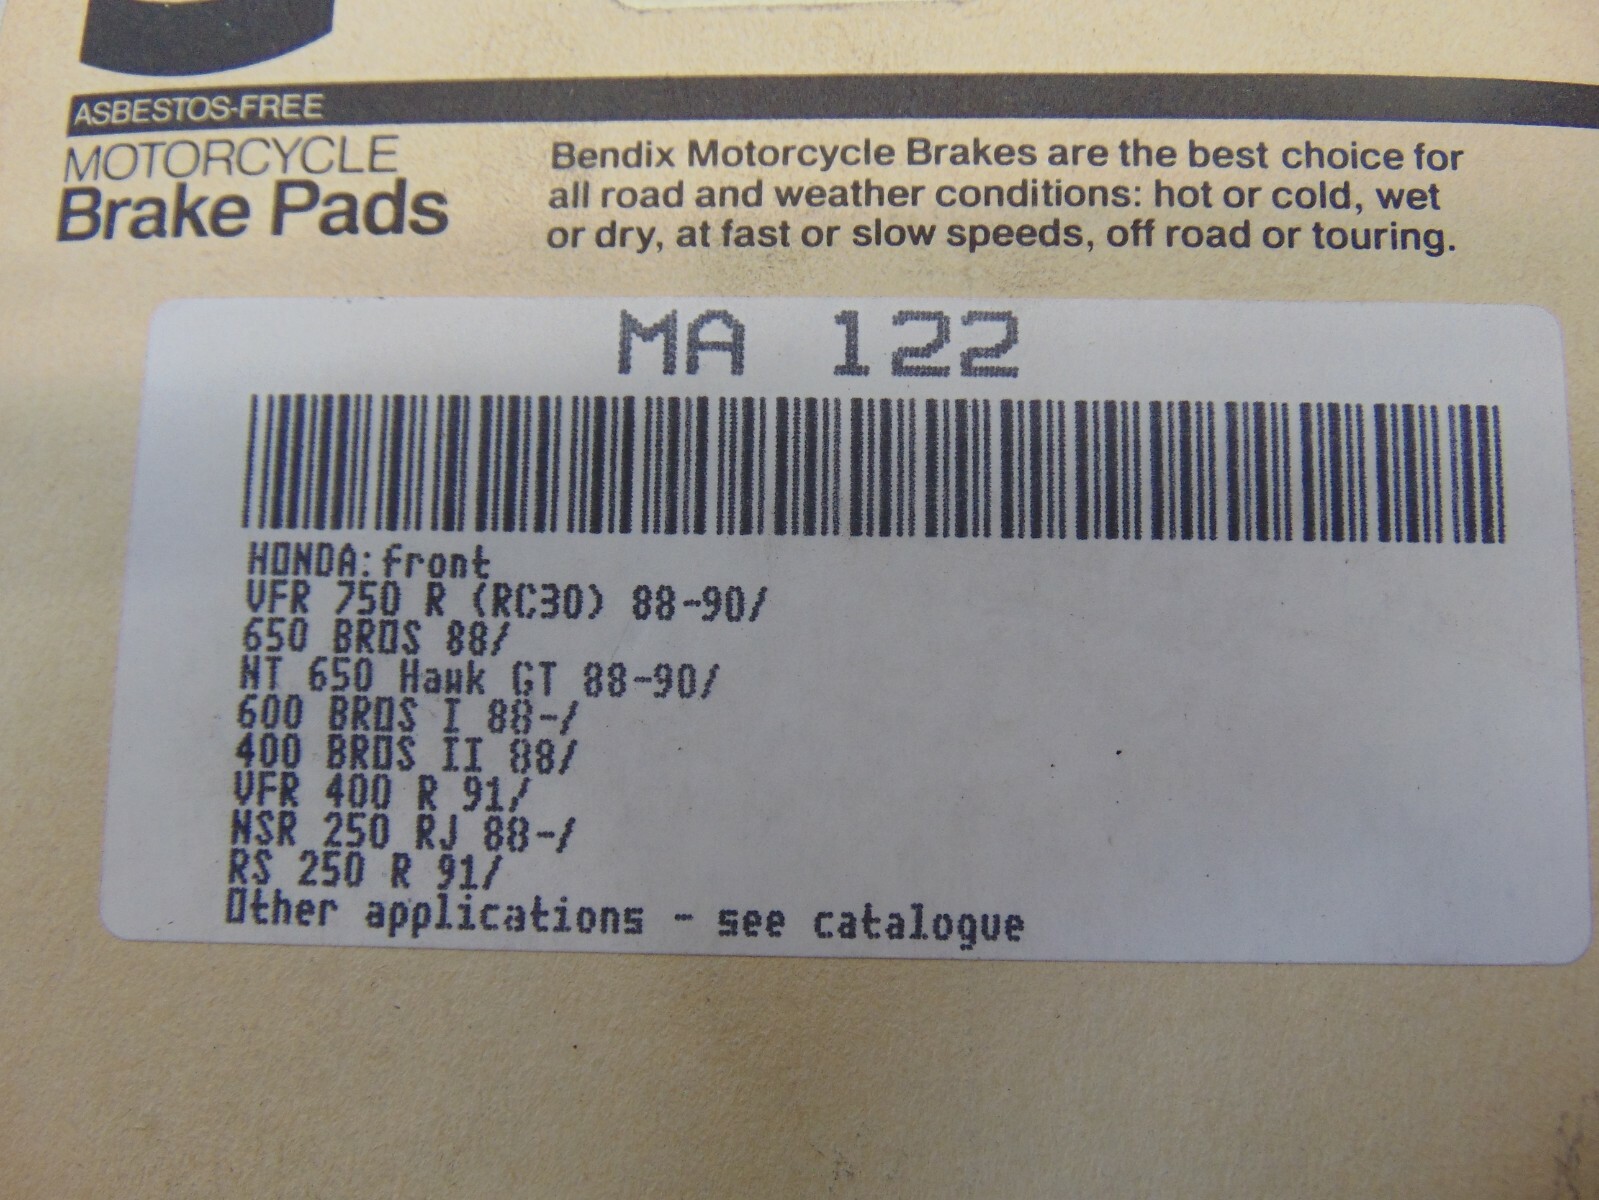 ASBESTOS-FREE
MOTORCYCLE
Brake Pads
Bendix Motorcycle Brakes are the best choice for
all road and weather conditions: hot or cold, wet
or dry, at fast or slow speeds, off road or touring.
MA 122
HONDA: front
VFR 750 R (RC30) 88-90/
650 BROS 88/
NT 650 Hawk GT 88-90/
600 BROS I 88-/
400 BROS II 88/
VFR 400 R 91/
NSR 250 RJ 88-/
RS 250 R 91/
Other applications - see catalogue